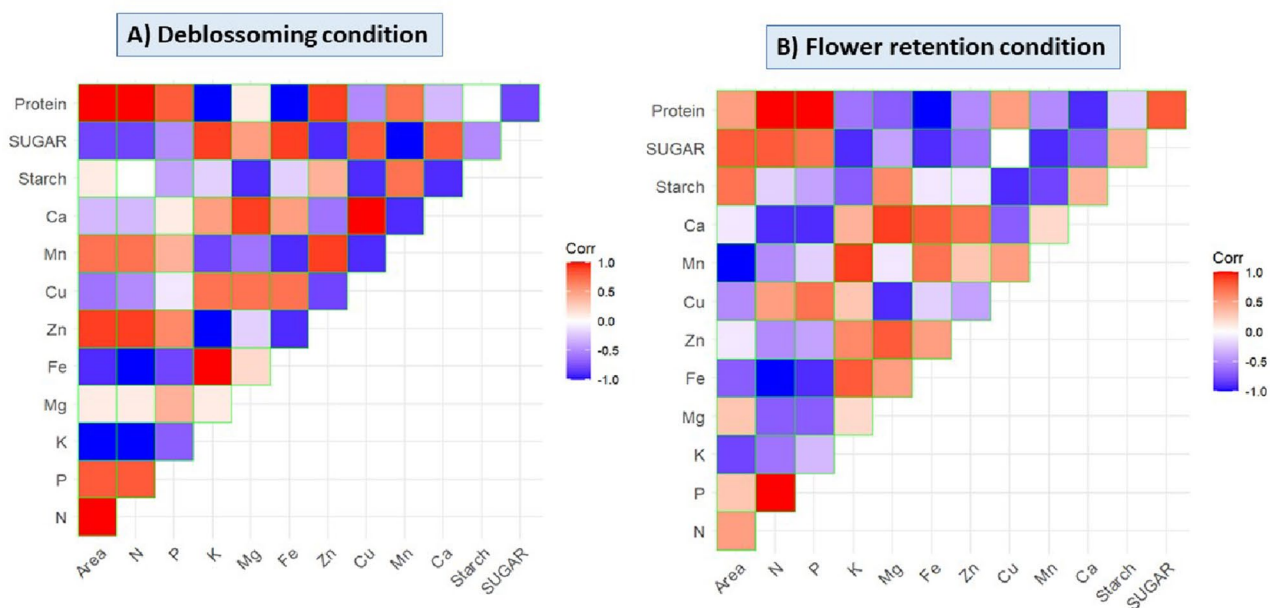 A) Deblossoming condition
Protein
SUGAR
Starch
Ca
Mn
Cu
Zn
Fe
Mg
K
P
N
Area
N
P
K
Mg
Fe
Zn
Cu
Mn
Ca
Starch
SUGAR
Corr
1.0
0.5
0.0
-0.5
-1.0
B) Flower retention condition
Protein
SUGAR
Starch
Ca
Mn
Cu
Zn
Fe
Mg
K
P
N
Area
N
P
K
Mg
Fe
Zn
Cu
Mn
Ca
Starch
SUGAR
Corr
1.0
0.5
0.0
-0.5
-1.0